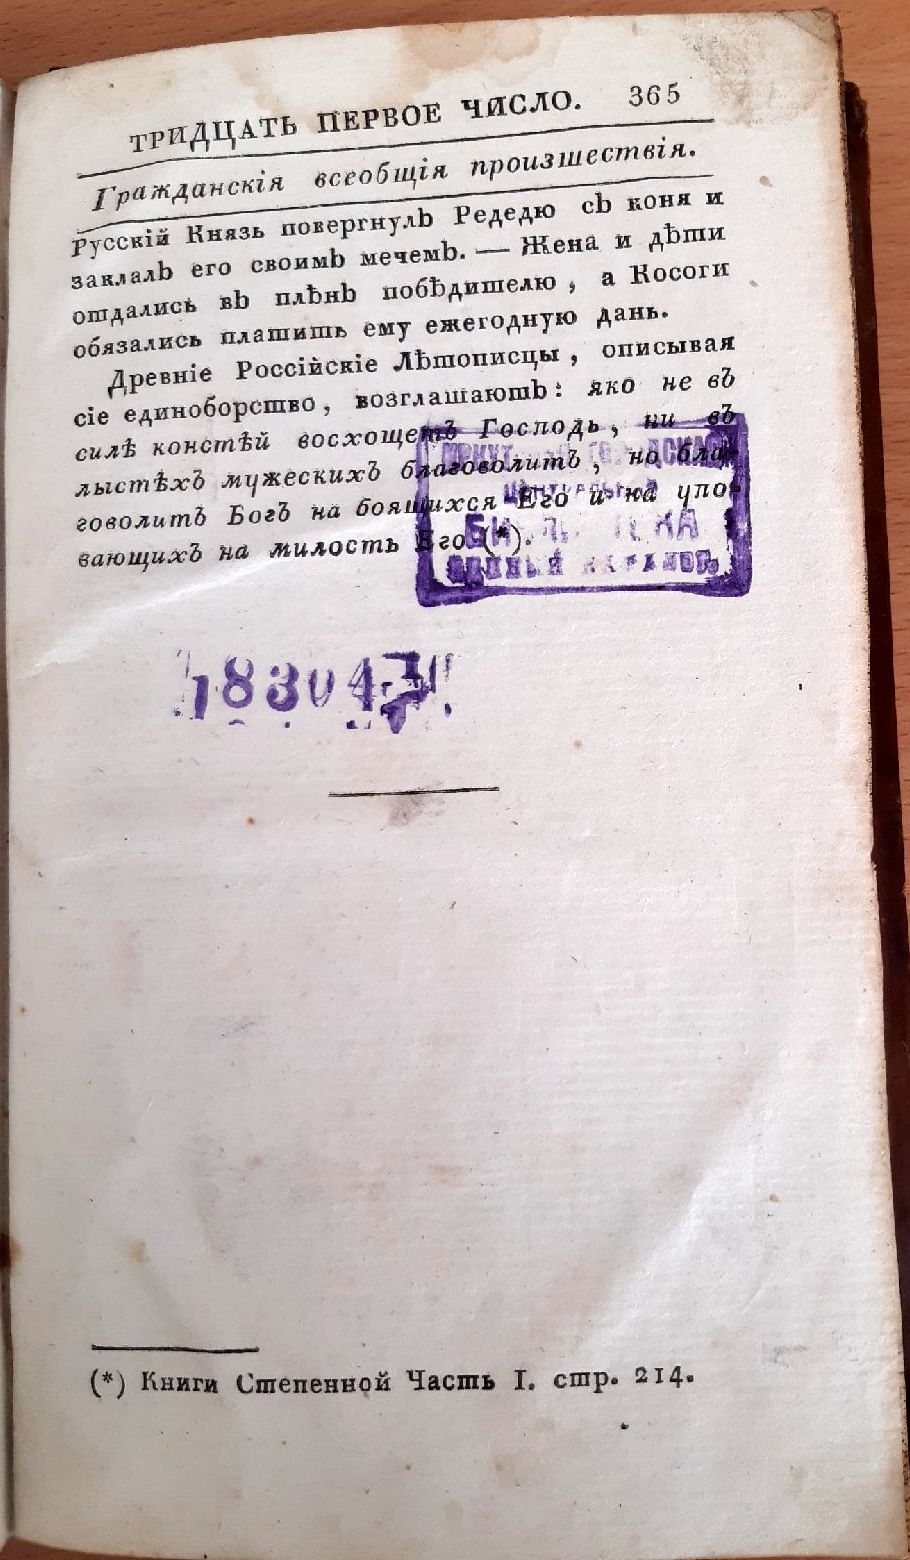 ТРИДЦАТЬ ПЕРВОЕ ЧИСЛО. 365
Гражданскія всеобщія произшествія.
Русскій Князь повергнулъ Редедю съ коня и
заклалъ его своимъ мечемъ. — Жена и дѣти
отдались въ плѣнъ побѣдителю, а Косоги
обязались платить ему ежегодную дань.
Древніе Россійскіе Лѣтописцы, описывая
сіе единоборство, возглашаютъ: яко не въ
силѣ констѣй восхощетъ Господь, ни въ
лыстѣхъ мужескихъ благоволитъ, но бла-
говолитъ Богъ на боящихся Его и на упо-
вающихъ на милость Его (*).
БИБЛИОТЕКА
18304
(*) Книги Степенной Часть I. стр. 214.